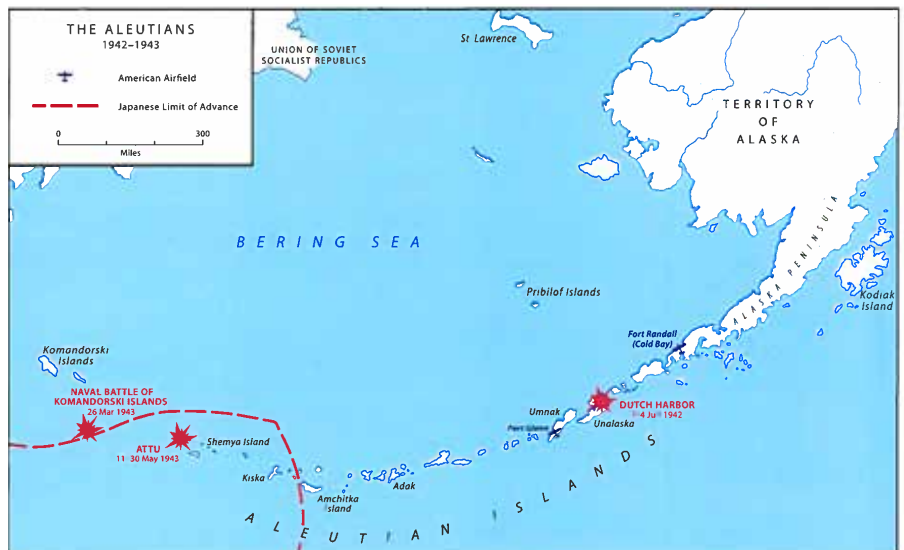 THE ALEUTIANS
1942–1943
American Airfield
Japanese Limit of Advance
0 300
Miles
UNION OF SOVIET
SOCIALIST REPUBLICS
St Lawrence
TERRITORY
OF
ALASKA
BERING SEA
Pribilof Islands
ALASKA PENINSULA
Kodiak
Island
Fort Randall
(Cold Bay)
Komandorski
Islands
NAVAL BATTLE OF
KOMANDORSKI ISLANDS
26 Mar 1943
ATTU
11 30 May 1943
Shemya Island
Kiska
Amchitka
sland
Adak
Umnak
DUTCH HARBOR
4 Ju 1942
Unalaska
ALEUTIAN ISLANDS